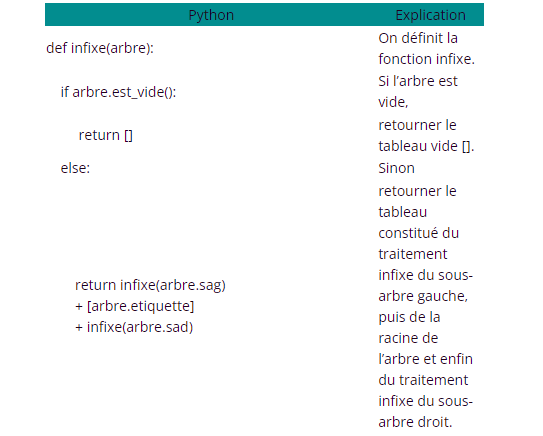 Python Explication
def infixe(arbre):
On définit la
fonction infixe.
if arbre.est_vide():
Si l’arbre est
vide,
return []
retourner le
tableau vide [].
else:
Sinon
return infixe(arbre.sag)
+ [arbre.etiquette]
+ infixe(arbre.sad)
retourner le
tableau
constitué du
traitement
infixe du sous-
arbre gauche,
puis de la
racine de
l’arbre et enfin
du traitement
infixe du sous-
arbre droit.